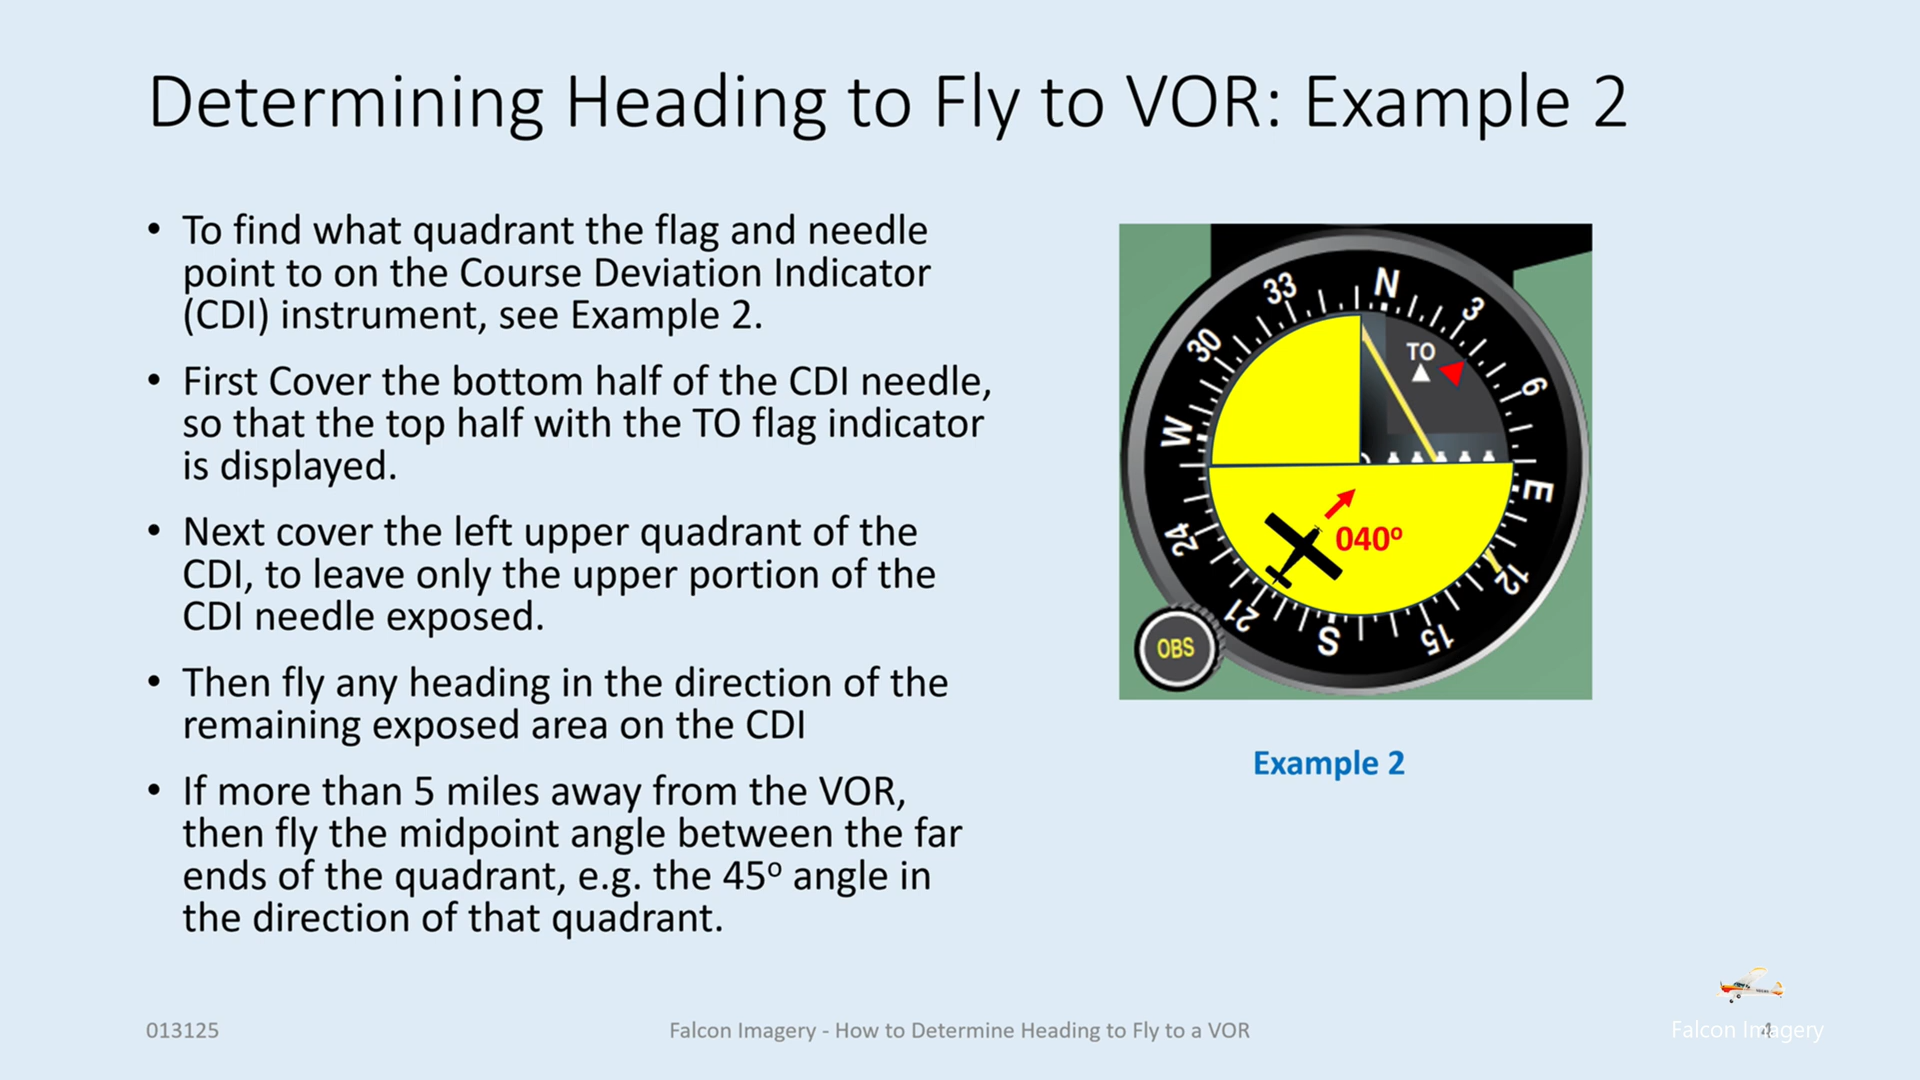 Determining Heading to Fly to VOR: Example 2
• To find what quadrant the flag and needle
point to on the Course Deviation Indicator
(CDI) instrument, see Example 2.
• First Cover the bottom half of the CDI needle,
so that the top half with the TO flag indicator
is displayed.
• Next cover the left upper quadrant of the
CDI, to leave only the upper portion of the
CDI needle exposed.
• Then fly any heading in the direction of the
remaining exposed area on the CDI
• If more than 5 miles away from the VOR,
then fly the midpoint angle between the far
ends of the quadrant, e.g. the 45º angle in
the direction of that quadrant.
N
3
6
E
12
15
S
21
24
W
30
33
TO
040º
OBS
Example 2
013125
Falcon Imagery - How to Determine Heading to Fly to a VOR
4
Falcon Imagery